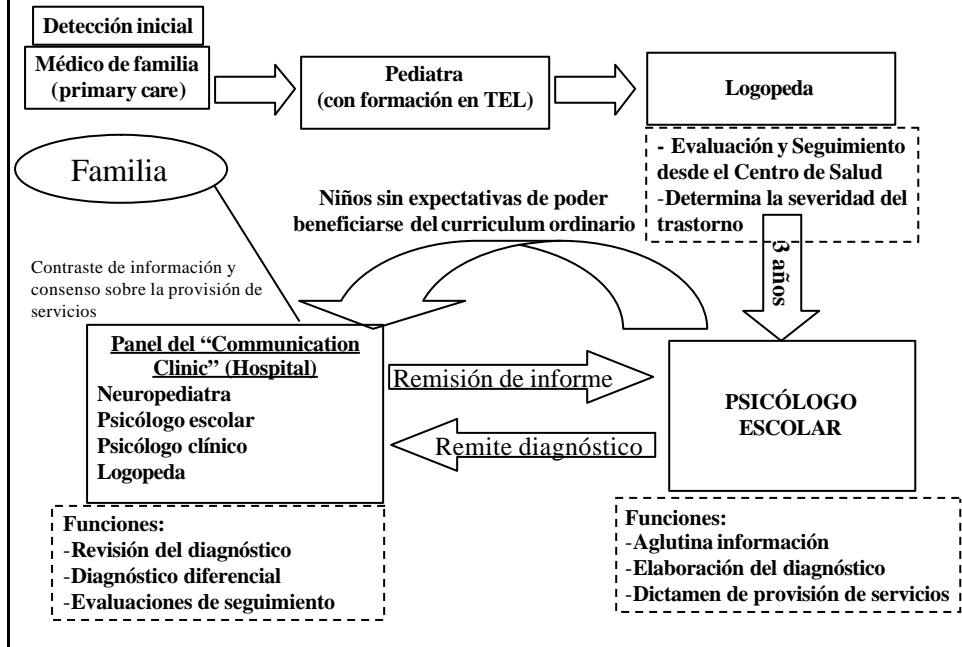 Detección inicial
Médico de familia
(primary care)
Pediatra
(con formación en TEL)
Logopeda
- Evaluación y Seguimiento
desde el Centro de Salud
-Determina la severidad del
trastorno
3 años
Familia
Niños sin expectativas de poder
beneficiarse del curriculum ordinario
Contraste de información y
consenso sobre la provisión de
servicios
Panel del “Communication
Clinic” (Hospital)
Neuropediatra
Psicólogo escolar
Psicólogo clínico
Logopeda
Remisión de informe
Remite diagnóstico
PSICÓLOGO
ESCOLAR
Funciones:
-Revisión del diagnóstico
-Diagnóstico diferencial
-Evaluaciones de seguimiento
Funciones:
-Aglutina información
-Elaboración del diagnóstico
-Dictamen de provisión de servicios